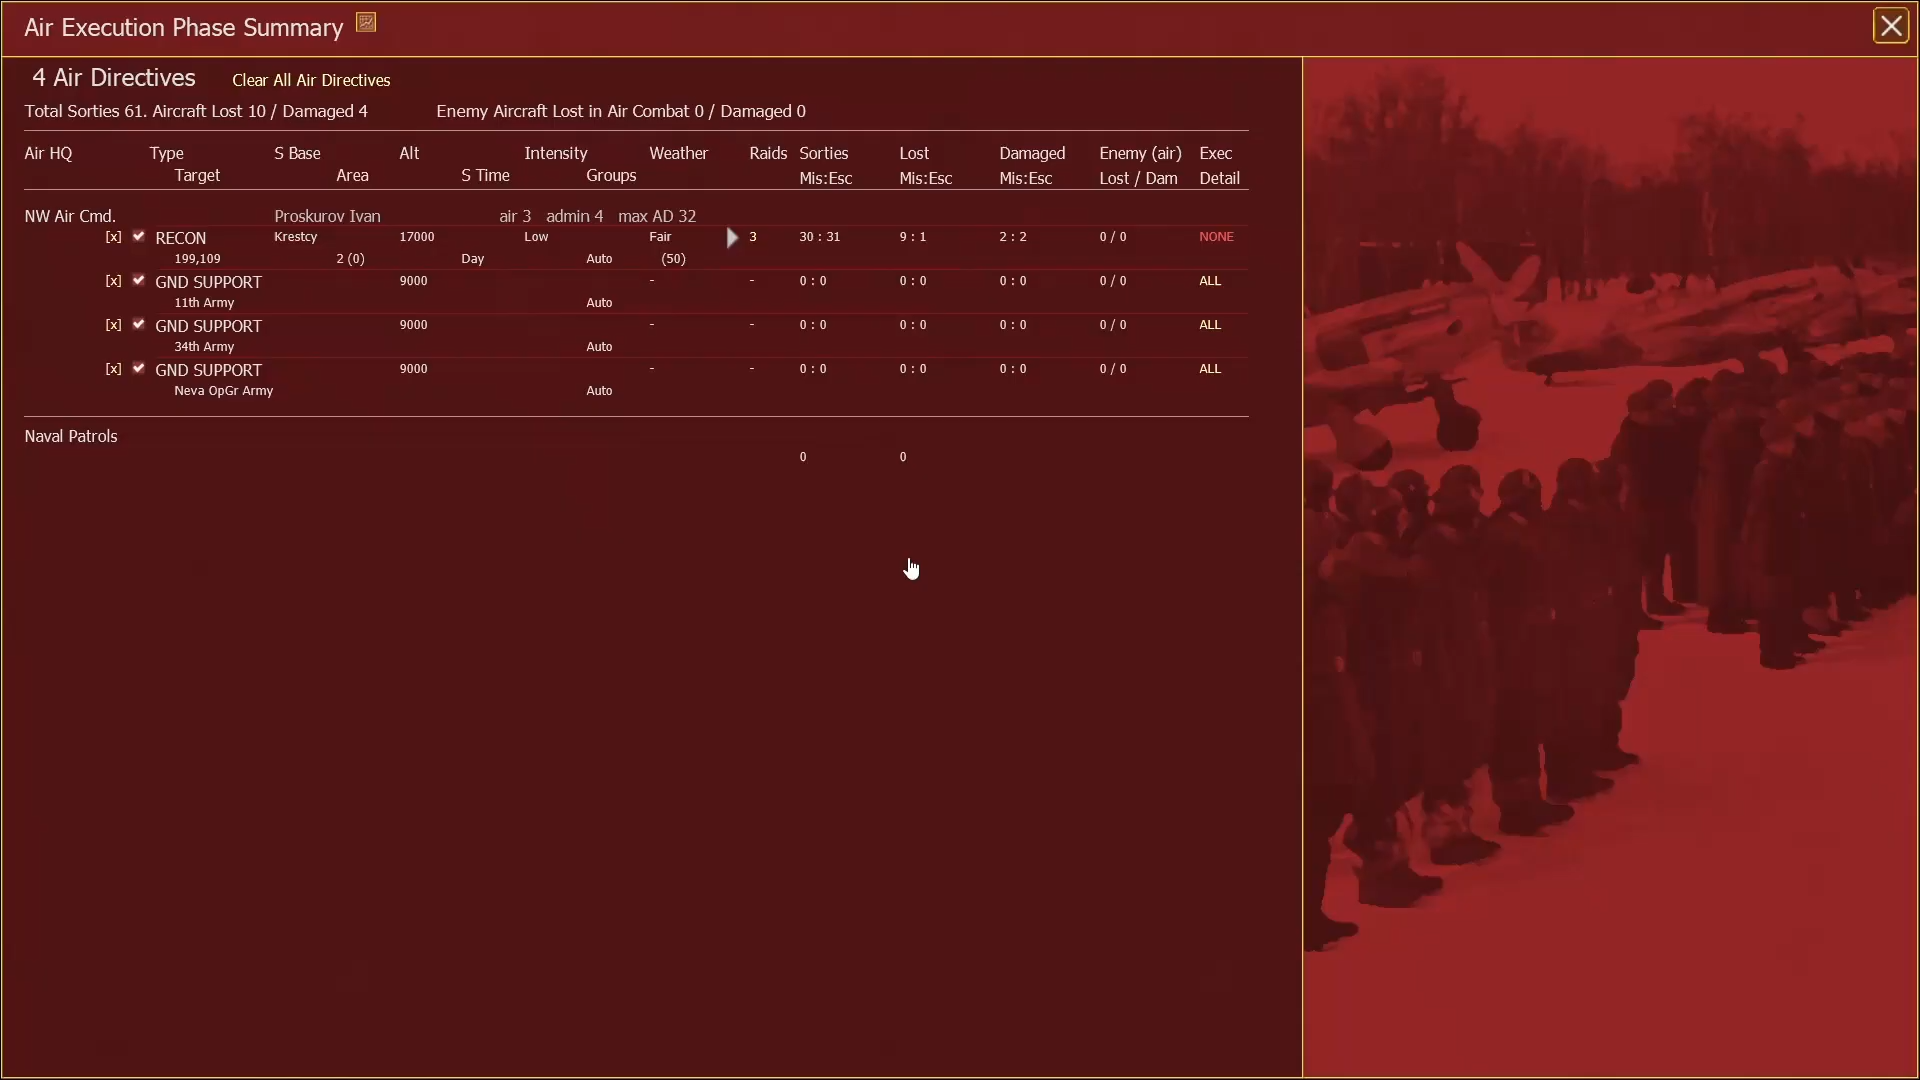 Air Execution Phase Summary
4 Air Directives Clear All Air Directives
Total Sorties 61. Aircraft Lost 10 / Damaged 4 Enemy Aircraft Lost in Air Combat 0 / Damaged 0
Air HQ Type S Base Alt Intensity Weather Raids Sorties Lost Damaged Enemy (air) Exec
Target Area S Time Groups Mis:Esc Mis:Esc Mis:Esc Lost / Dam Detail
NW Air Cmd. Proskurov Ivan air 3 admin 4 max AD 32
[x] RECON Krestcy 17000 Low Fair 3 30 : 31 9 : 1 2 : 2 0 / 0 NONE
199,109 2 (0) Day Auto (50)
[x] GND SUPPORT 9000 - - 0 : 0 0 : 0 0 : 0 0 / 0 ALL
11th Army Auto
[x] GND SUPPORT 9000 - - 0 : 0 0 : 0 0 : 0 0 / 0 ALL
34th Army Auto
[x] GND SUPPORT 9000 - - 0 : 0 0 : 0 0 : 0 0 / 0 ALL
Neva OpGr Army Auto
Naval Patrols
0 0